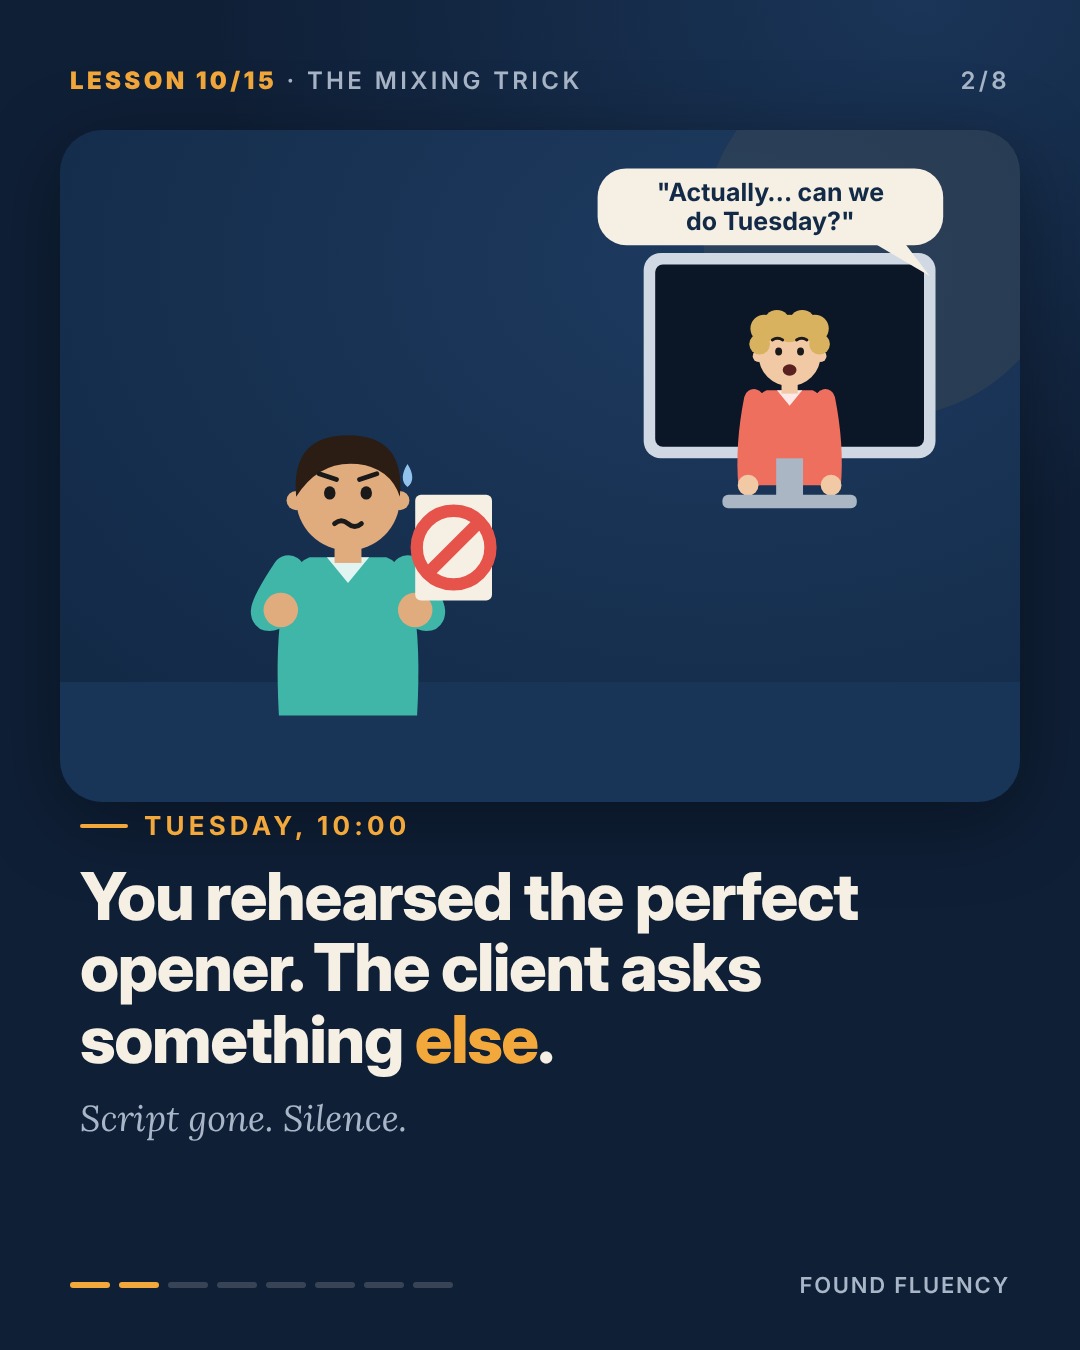 LESSON 10/15 · THE MIXING TRICK
2/8
"Actually... can we
do Tuesday?"
TUESDAY, 10:00
You rehearsed the perfect
opener. The client asks
something else.
Script gone. Silence.
FOUND FLUENCY